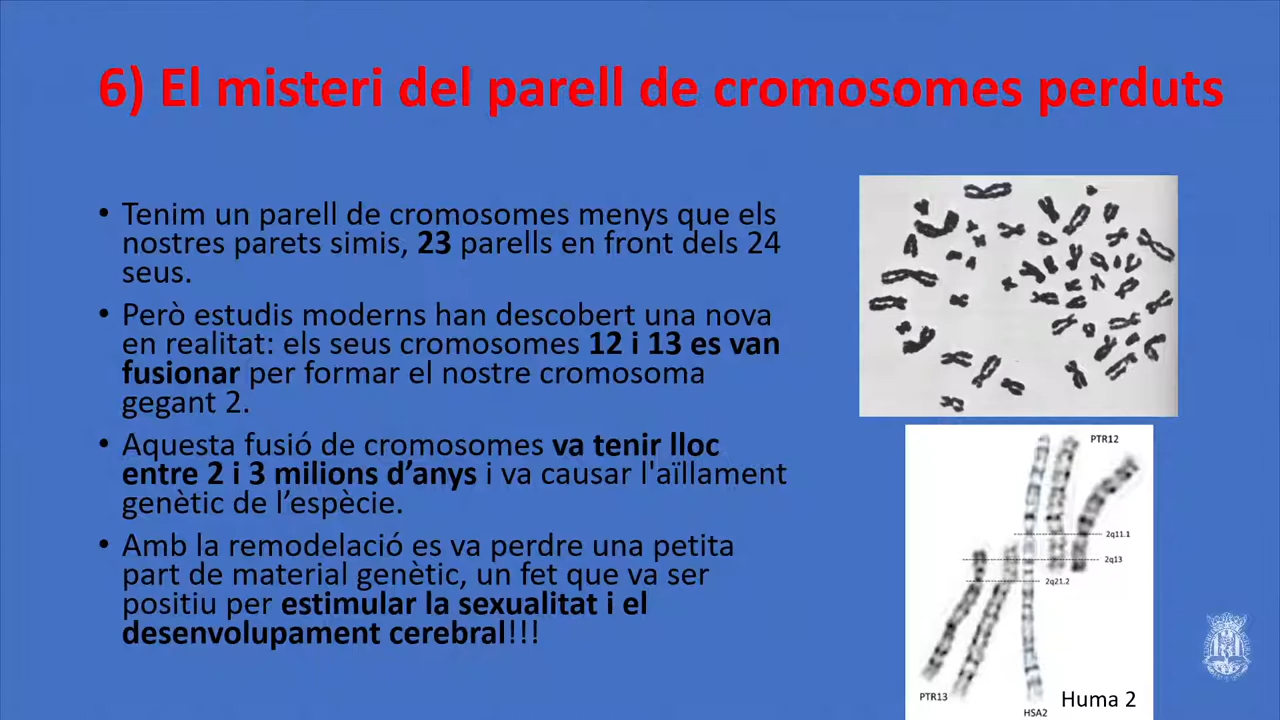 6) El misteri del parell de cromosomes perduts
• Tenim un parell de cromosomes menys que els
nostres parets simis, 23 parells en front dels 24
seus.
• Però estudis moderns han descobert una nova
en realitat: els seus cromosomes 12 i 13 es van
fusionar per formar el nostre cromosoma
gegant 2.
• Aquesta fusió de cromosomes va tenir lloc
entre 2 i 3 milions d’anys i va causar l'aïllament
genètic de l’espècie.
• Amb la remodelació es va perdre una petita
part de material genètic, un fet que va ser
positiu per estimular la sexualitat i el
desenvolupament cerebral!!!
PTR12
2q11.1
2q13
2q21.2
PTR13
HSA2
Huma 2